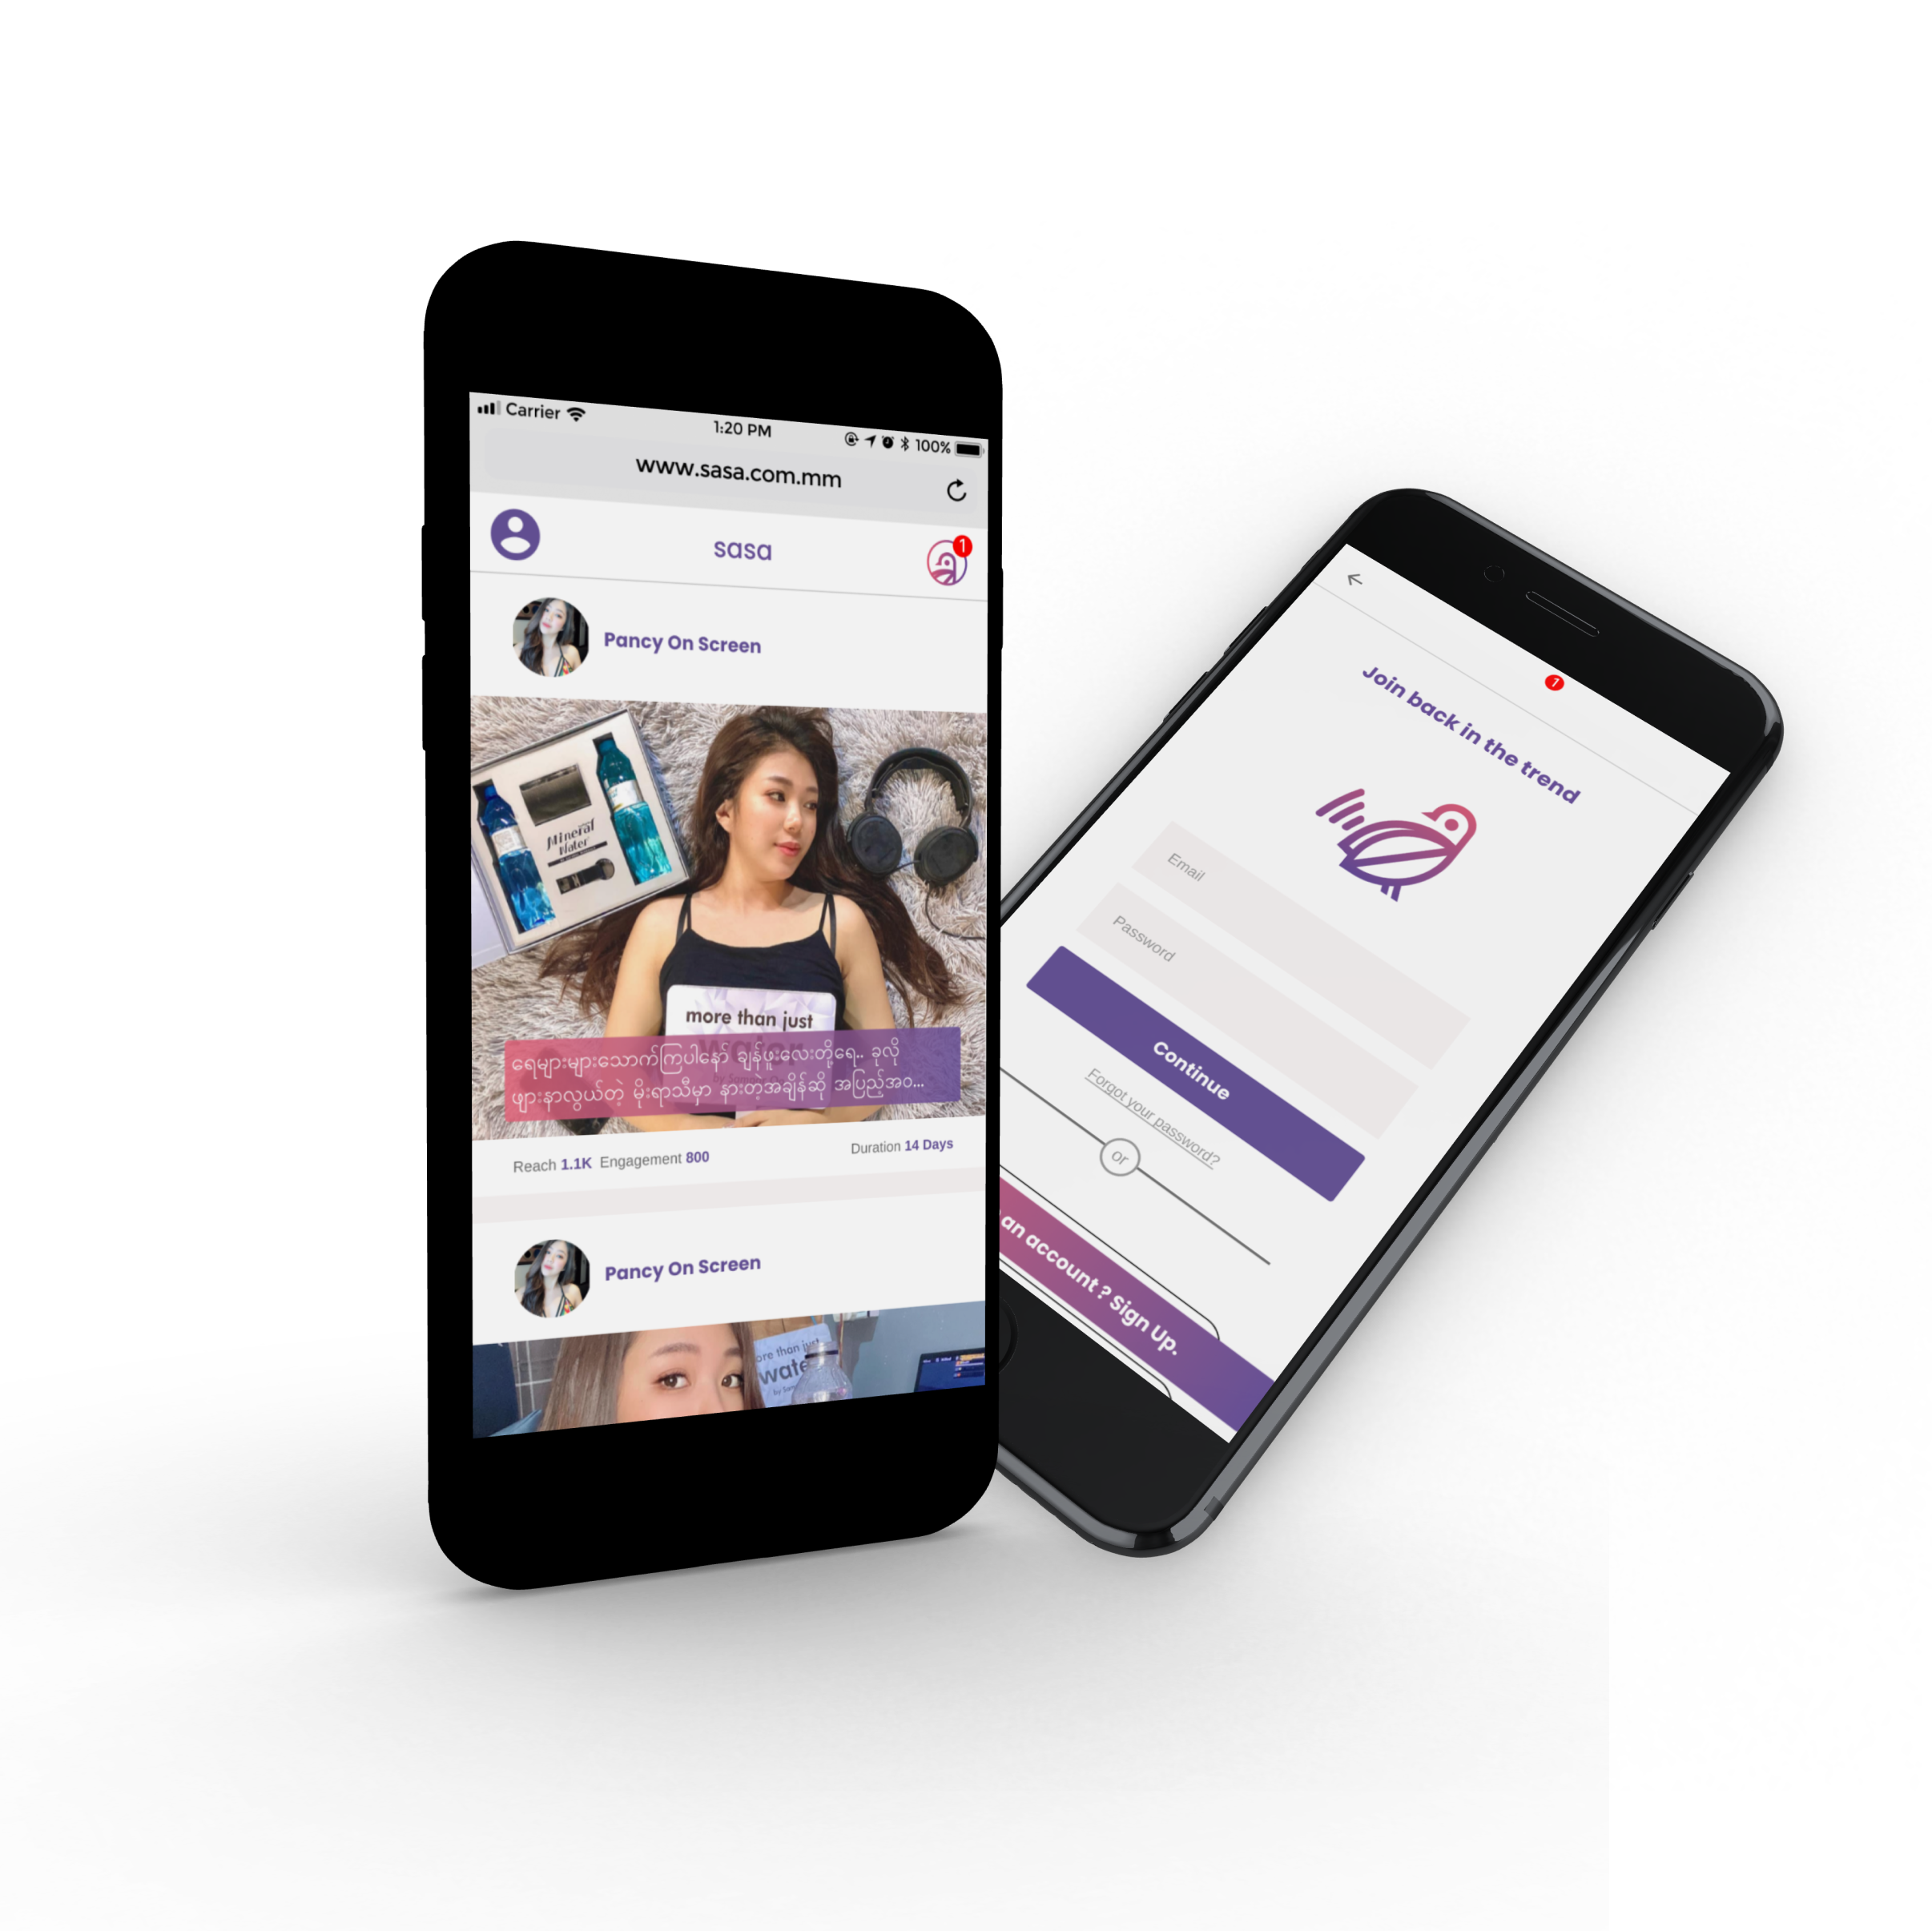 Carrier
1:20 PM
100%
www.sasa.com.mm
sasa
1
Pancy On Screen
Mineral
Water
more than just
water
ရေများများသောက်ကြပါနော် ချန်ဖူးလေးတို့ရေ.. ခုလို
ဖျားနာလွယ်တဲ့ မိုးရာသီမှာ နားတဲ့အချိန်ဆို အပြည့်အဝ...
Reach 1.1K Engagement 800
Duration 14 Days
Pancy On Screen
ore than just
wate
by Sam
1
Join back in the trend
Email
Password
Continue
Forgot your password?
or
an account ? Sign Up.